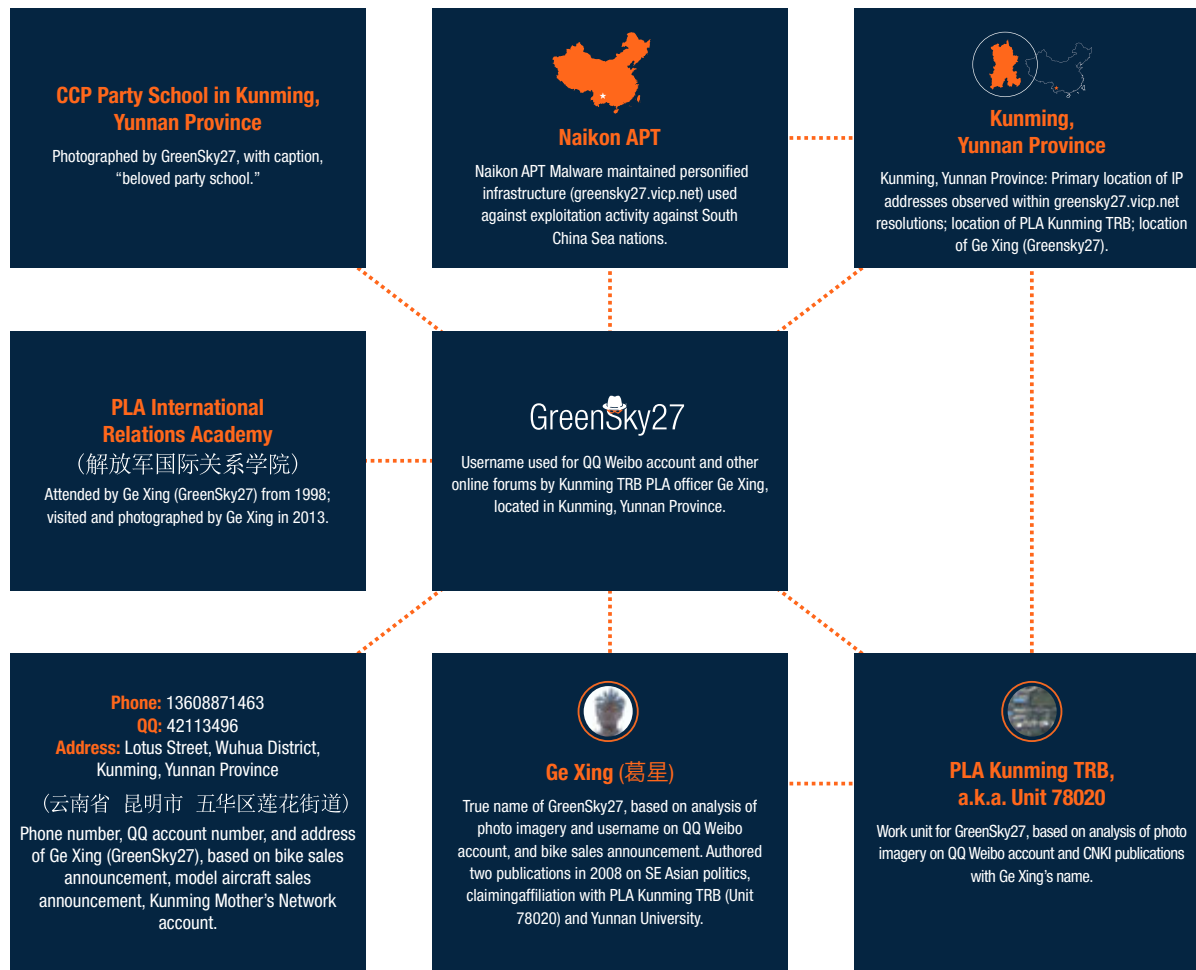 CCP Party School in Kunming,
Yunnan Province
Photographed by GreenSky27, with caption,
“beloved party school.”
Naikon APT
Naikon APT Malware maintained personified
infrastructure (greensky27.vicp.net) used
against exploitation activity against South
China Sea nations.
Kunming,
Yunnan Province
Kunming, Yunnan Province: Primary location of IP
addresses observed within greensky27.vicp.net
resolutions; location of PLA Kunming TRB; location
of Ge Xing (Greensky27).
PLA International
Relations Academy
(解放军国际关系学院)
Attended by Ge Xing (GreenSky27) from 1998;
visited and photographed by Ge Xing in 2013.
GreenSky27
Username used for QQ Weibo account and other
online forums by Kunming TRB PLA officer Ge Xing,
located in Kunming, Yunnan Province.
Phone: 13608871463
QQ: 42113496
Address: Lotus Street, Wuhua District,
Kunming, Yunnan Province
(云南省 昆明市 五华区莲花街道)
Phone number, QQ account number, and address
of Ge Xing (GreenSky27), based on bike sales
announcement, model aircraft sales
announcement, Kunming Mother’s Network
account.
Ge Xing (葛星)
True name of GreenSky27, based on analysis of
photo imagery and username on QQ Weibo
account, and bike sales announcement. Authored
two publications in 2008 on SE Asian politics,
claimingaffiliation with PLA Kunming TRB (Unit
78020) and Yunnan University.
PLA Kunming TRB,
a.k.a. Unit 78020
Work unit for GreenSky27, based on analysis of photo
imagery on QQ Weibo account and CNKI publications
with Ge Xing’s name.